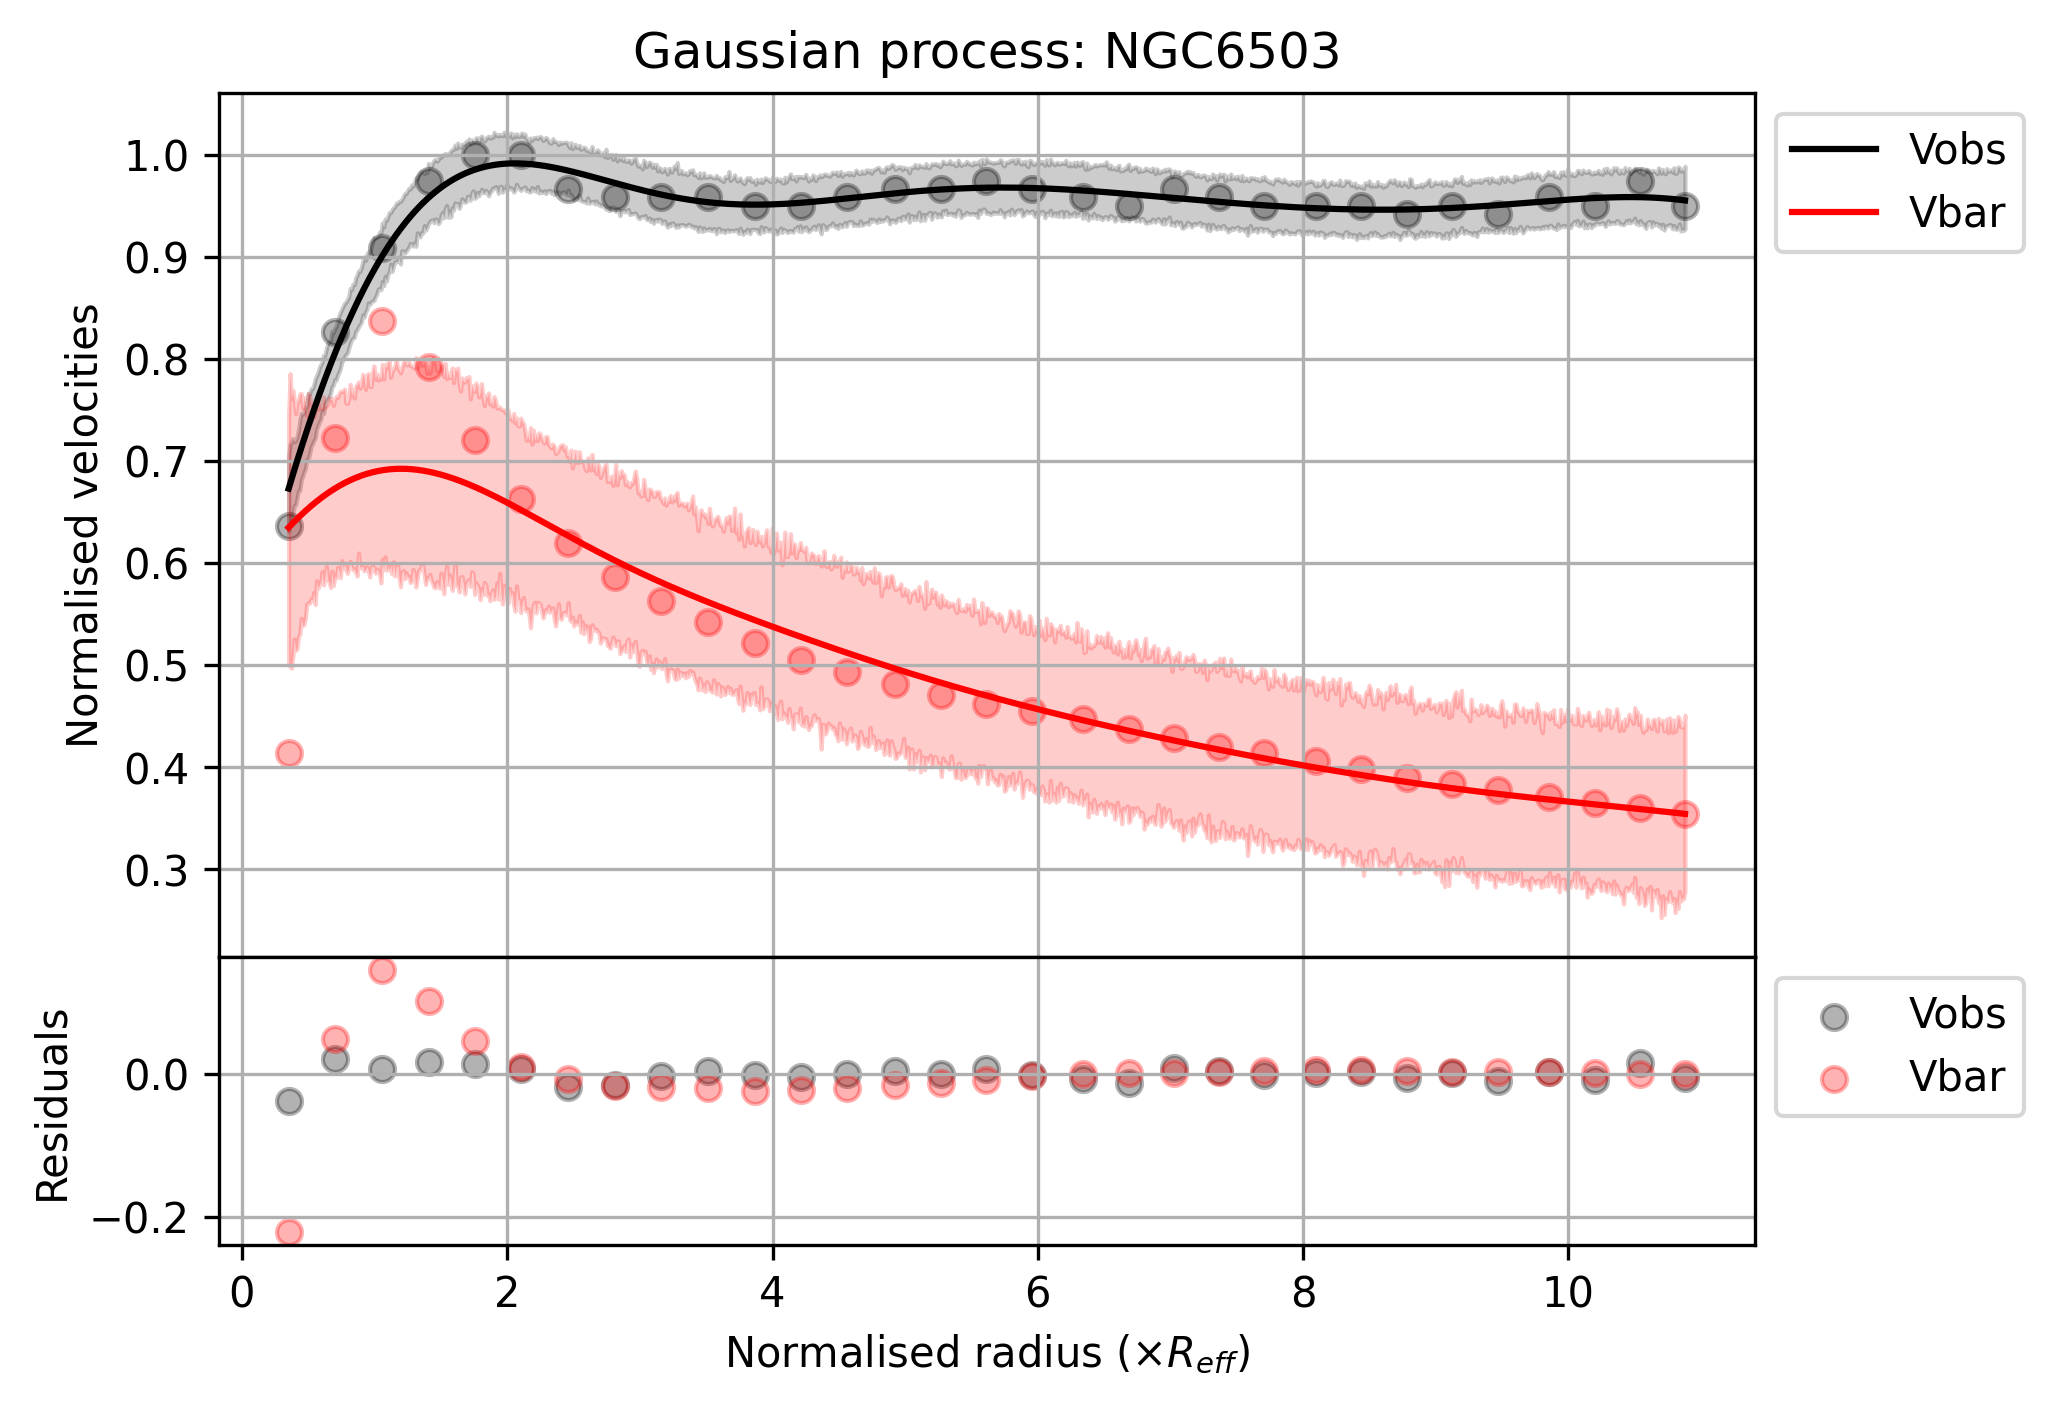 Gaussian process: NGC6503
Normalised velocities
1.0
0.9
0.8
0.7
0.6
0.5
0.4
0.3
Vobs
Vbar
Residuals
0.0
−0.2
Vobs
Vbar
0 2 4 6 8 10
Normalised radius (×R_{eff})